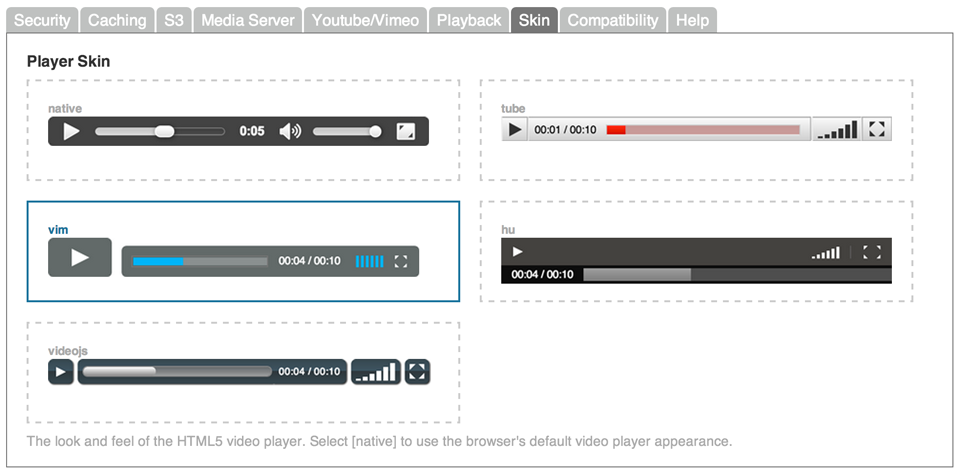 Security Caching S3 Media Server Youtube/Vimeo Playback Skin Compatibility Help
Player Skin
native
0:05
tube
00:01 / 00:10
vim
00:04 / 00:10
hu
00:04 / 00:10
videojs
00:04 / 00:10
The look and feel of the HTML5 video player. Select [native] to use the browser's default video player appearance.